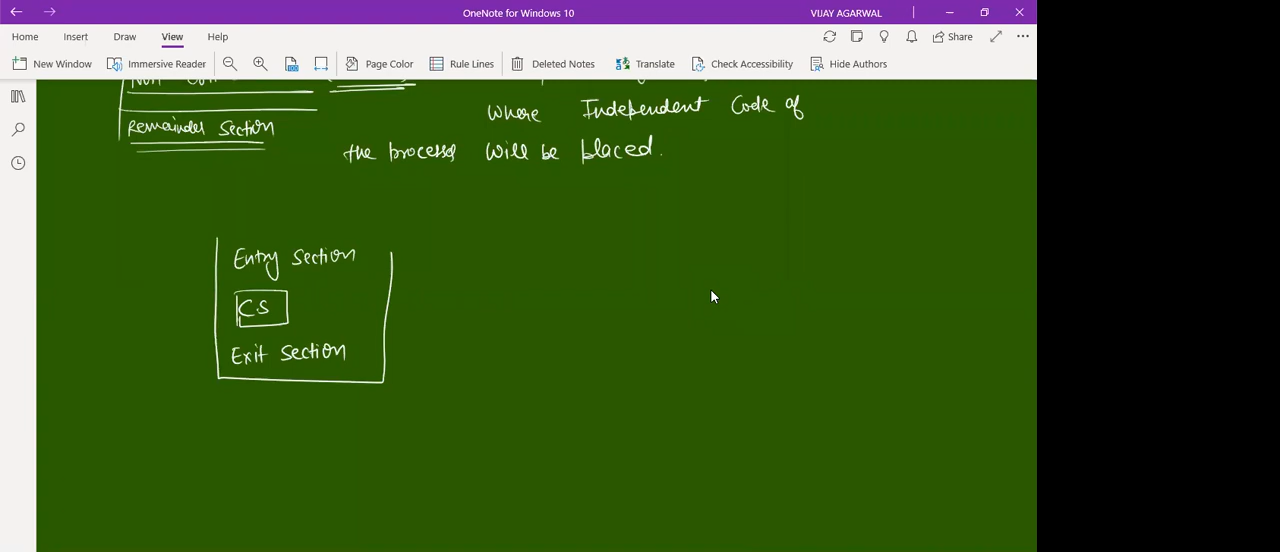 OneNote for Windows 10
VIJAY AGARWAL
Home Insert Draw View Help
Share
New Window Immersive Reader Page Color Rule Lines Deleted Notes Translate Check Accessibility Hide Authors
where Independent Code of
Remainder Section
the processes will be placed.
Entry Section
C.S
Exit Section